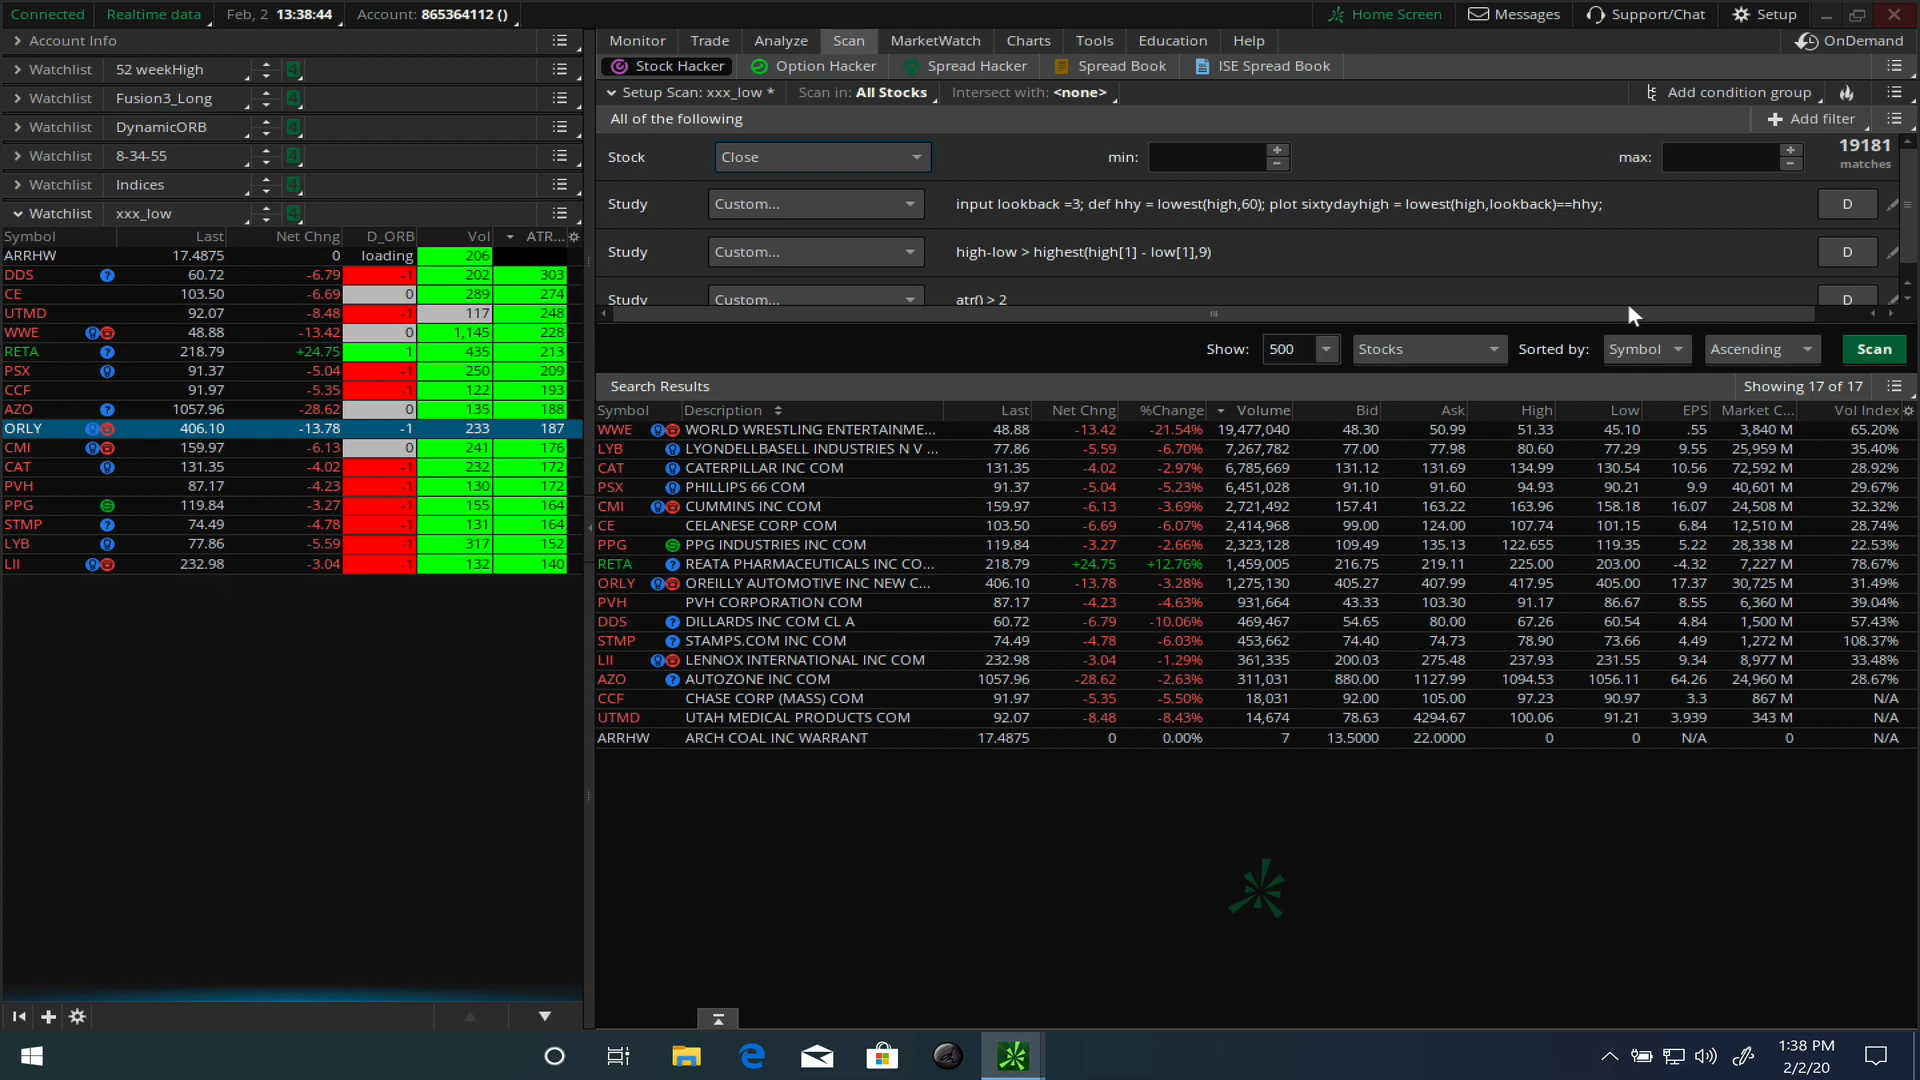 Connected Realtime data Feb, 2 13:38:44 Account: 865364112 () Home Screen Messages Support/Chat Setup
Account Info
Watchlist 52 weekHigh
Watchlist Fusion3_Long
Watchlist DynamicORB
Watchlist 8-34-55
Watchlist Indices
Watchlist xxx_low
Symbol Last Net Chng D_ORB Vol ATR...
ARRHW 17.4875 0 loading 206
DDS 60.72 -6.79 -1 202 303
CE 103.50 -6.69 0 289 274
UTMD 92.07 -8.48 -1 117 248
WWE 48.88 -13.42 0 1,145 228
RETA 218.79 +24.75 1 435 213
PSX 91.37 -5.04 -1 250 209
CCF 91.97 -5.35 -1 122 193
AZO 1057.96 -28.62 0 135 188
ORLY 406.10 -13.78 -1 233 187
CMI 159.97 -6.13 0 241 176
CAT 131.35 -4.02 -1 232 172
PVH 87.17 -4.23 -1 130 172
PPG 119.84 -3.27 -1 155 164
STMP 74.49 -4.78 -1 131 164
LYB 77.86 -5.59 -1 317 152
LII 232.98 -3.04 -1 132 140
Monitor Trade Analyze Scan MarketWatch Charts Tools Education Help OnDemand
Stock Hacker Option Hacker Spread Hacker Spread Book ISE Spread Book
Setup Scan: xxx_low * Scan in: All Stocks Intersect with: <none> Add condition group
All of the following Add filter
Stock Close min: max: 19181
matches
Study Custom... input lookback =3; def hhy = lowest(high,60); plot sixtydayhigh = lowest(high,lookback)==hhy; D
Study Custom... high-low > highest(high[1] - low[1],9) D
Study Custom... atr() > 2 D
Show: 500 Stocks Sorted by: Symbol Ascending Scan
Search Results Showing 17 of 17
Symbol Description Last Net Chng %Change Volume Bid Ask High Low EPS Market C... Vol Index
WWE WORLD WRESTLING ENTERTAINME... 48.88 -13.42 -21.54% 19,477,040 48.30 50.99 51.33 45.10 .55 3,840 M 65.20%
LYB LYONDELLBASELL INDUSTRIES N V ... 77.86 -5.59 -6.70% 7,267,782 77.00 77.98 80.60 77.29 9.55 25,959 M 35.40%
CAT CATERPILLAR INC COM 131.35 -4.02 -2.97% 6,785,669 131.12 131.69 134.99 130.54 10.56 72,592 M 28.92%
PSX PHILLIPS 66 COM 91.37 -5.04 -5.23% 6,451,028 91.10 91.60 94.93 90.21 9.9 40,601 M 29.67%
CMI CUMMINS INC COM 159.97 -6.13 -3.69% 2,721,492 157.41 163.22 163.96 158.18 16.07 24,508 M 32.32%
CE CELANESE CORP COM 103.50 -6.69 -6.07% 2,414,968 99.00 124.00 107.74 101.15 6.84 12,510 M 28.74%
PPG PPG INDUSTRIES INC COM 119.84 -3.27 -2.66% 2,323,128 109.49 135.13 122.655 119.35 5.22 28,338 M 22.53%
RETA REATA PHARMACEUTICALS INC CO... 218.79 +24.75 +12.76% 1,459,005 216.75 219.11 225.00 203.00 -4.32 7,227 M 78.67%
ORLY OREILLY AUTOMOTIVE INC NEW C... 406.10 -13.78 -3.28% 1,275,130 405.27 407.99 417.95 405.00 17.37 30,725 M 31.49%
PVH PVH CORPORATION COM 87.17 -4.23 -4.63% 931,664 43.33 103.30 91.17 86.67 8.55 6,360 M 39.04%
DDS DILLARDS INC COM CL A 60.72 -6.79 -10.06% 469,467 54.65 80.00 67.26 60.54 4.84 1,500 M 57.43%
STMP STAMPS.COM INC COM 74.49 -4.78 -6.03% 453,662 74.40 74.73 78.90 73.66 4.49 1,272 M 108.37%
LII LENNOX INTERNATIONAL INC COM 232.98 -3.04 -1.29% 361,335 200.03 275.48 237.93 231.55 9.34 8,977 M 33.48%
AZO AUTOZONE INC COM 1057.96 -28.62 -2.63% 311,031 880.00 1127.99 1094.53 1056.11 64.26 24,960 M 28.67%
CCF CHASE CORP (MASS) COM 91.97 -5.35 -5.50% 18,031 92.00 105.00 97.23 90.97 3.3 867 M N/A
UTMD UTAH MEDICAL PRODUCTS COM 92.07 -8.48 -8.43% 14,674 78.63 4294.67 100.06 91.21 3.939 343 M N/A
ARRHW ARCH COAL INC WARRANT 17.4875 0 0.00% 7 13.5000 22.0000 0 0 N/A 0 N/A
1:38 PM
2/2/20